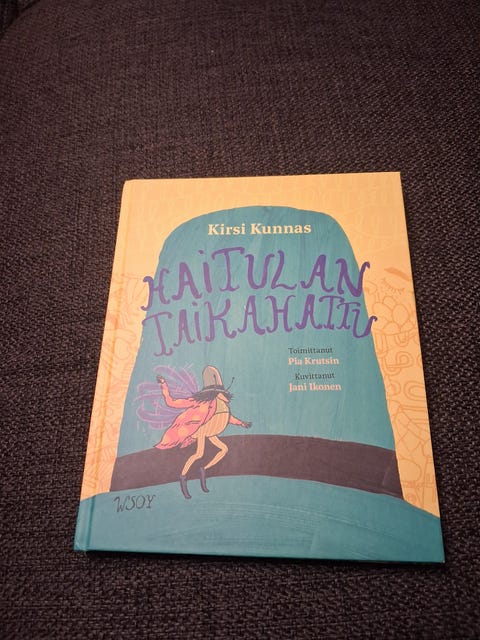 Kirsi Kunnas
HAITULAN
TAIKAHATTU
Toimittanut
Pia Krutsin
Kuvittanut
Jani Ikonen
WSOY